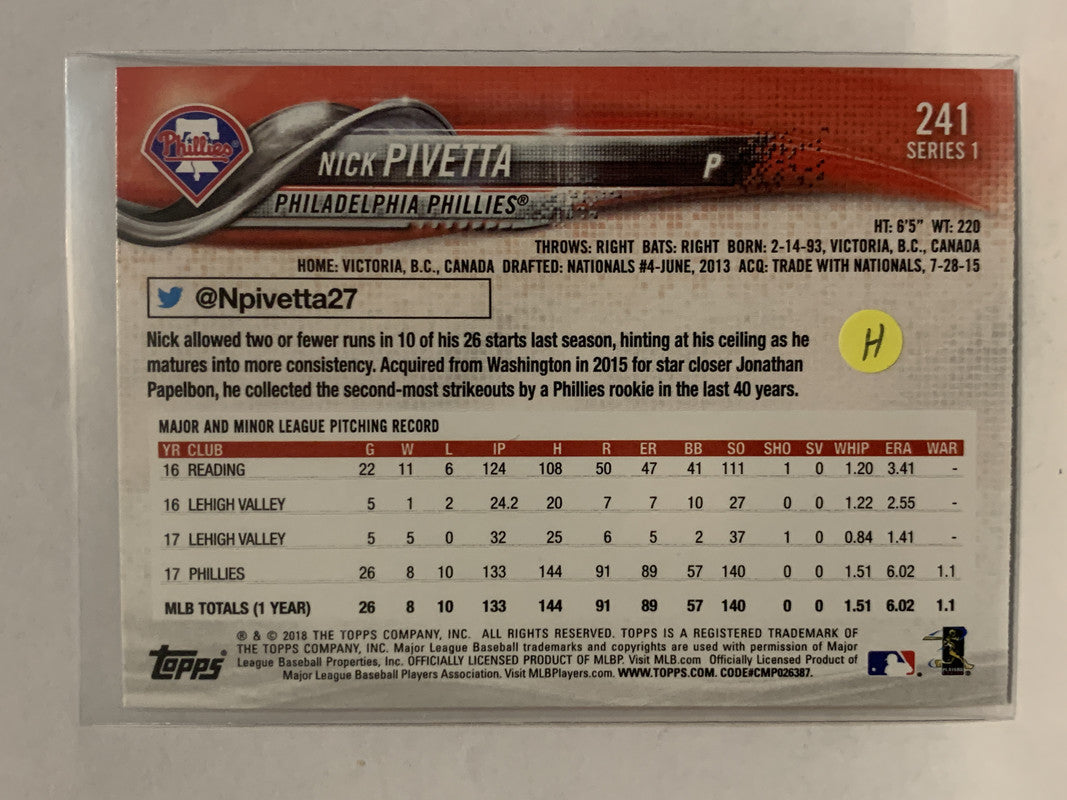 Phillies®
NICK PIVETTA P
PHILADELPHIA PHILLIES®
241
SERIES 1
HT: 6'5" WT: 220
THROWS: RIGHT BATS: RIGHT BORN: 2-14-93, VICTORIA, B.C., CANADA
HOME: VICTORIA, B.C., CANADA DRAFTED: NATIONALS #4-JUNE, 2013 ACQ: TRADE WITH NATIONALS, 7-28-15
@Npivetta27
Nick allowed two or fewer runs in 10 of his 26 starts last season, hinting at his ceiling as he
matures into more consistency. Acquired from Washington in 2015 for star closer Jonathan
Papelbon, he collected the second-most strikeouts by a Phillies rookie in the last 40 years.
H
MAJOR AND MINOR LEAGUE PITCHING RECORD
YR CLUB G W L IP H R ER BB SO SHO SV WHIP ERA WAR
16 READING 22 11 6 124 108 50 47 41 111 1 0 1.20 3.41 -
16 LEHIGH VALLEY 5 1 2 24.2 20 7 7 10 27 0 0 1.22 2.55 -
17 LEHIGH VALLEY 5 5 0 32 25 6 5 2 37 1 0 0.84 1.41 -
17 PHILLIES 26 8 10 133 144 91 89 57 140 0 0 1.51 6.02 1.1
MLB TOTALS (1 YEAR) 26 8 10 133 144 91 89 57 140 0 0 1.51 6.02 1.1
topps®
® & © 2018 THE TOPPS COMPANY, INC. ALL RIGHTS RESERVED. TOPPS IS A REGISTERED TRADEMARK OF
THE TOPPS COMPANY, INC. Major League Baseball trademarks and copyrights are used with permission of Major
League Baseball Properties, Inc. OFFICIALLY LICENSED PRODUCT OF MLBP. Visit MLB.com Officially Licensed Product of
Major League Baseball Players Association. Visit MLBPlayers.com. WWW.TOPPS.COM. CODE#CMP026387.